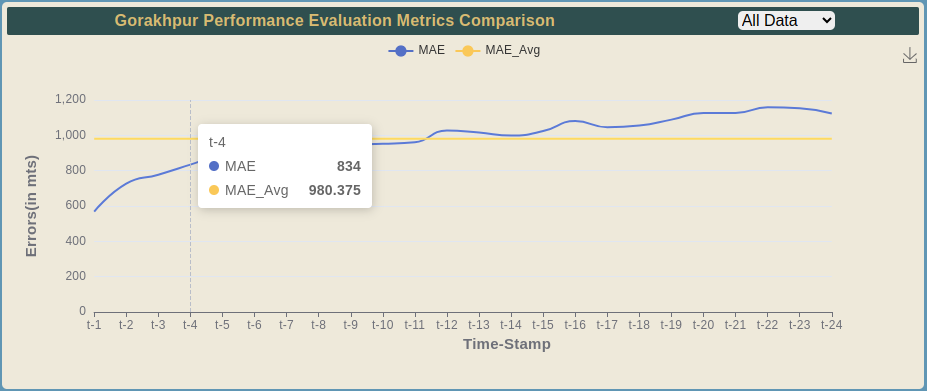 Gorakhpur Performance Evaluation Metrics Comparison
All Data
MAE
MAE_Avg
1,200
1,000
800
600
400
200
0
Errors(in mts)
t-4
MAE 834
MAE_Avg 980.375
t-1 t-2 t-3 t-4 t-5 t-6 t-7 t-8 t-9 t-10 t-11 t-12 t-13 t-14 t-15 t-16 t-17 t-18 t-19 t-20 t-21 t-22 t-23 t-24
Time-Stamp